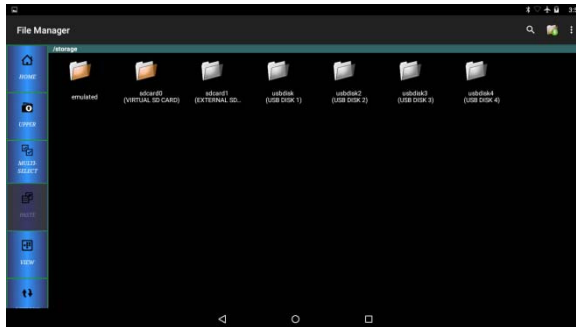 File Manager
/storage
HOME
UPPER
MULTI-
SELECT
PASTE
VIEW
emulated
sdcard0
(VIRTUAL SD CARD)
sdcard1
(EXTERNAL SD...
usbdisk
(USB DISK 1)
usbdisk2
(USB DISK 2)
usbdisk3
(USB DISK 3)
usbdisk4
(USB DISK 4)